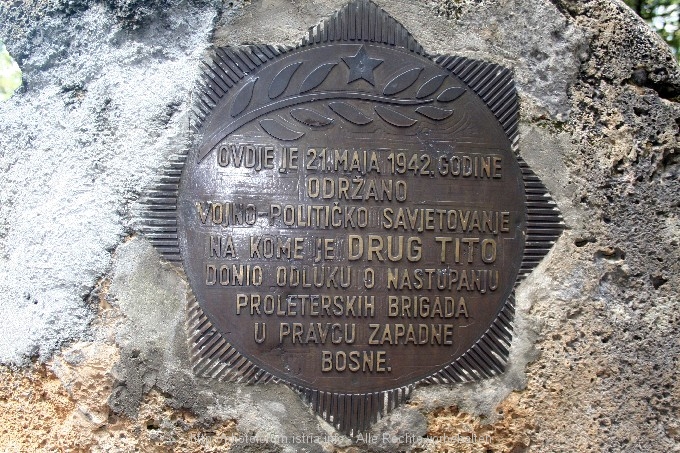 OVDJE JE 21. MAJA 1942. GODINE
ODRŽANO
VOJNO-POLITIČKO SAVJETOVANJE
NA KOME JE DRUG TITO
DONIO ODLUKU O NASTUPANJU
PROLETERSKIH BRIGADA
U PRAVCU ZAPADNE
BOSNE.